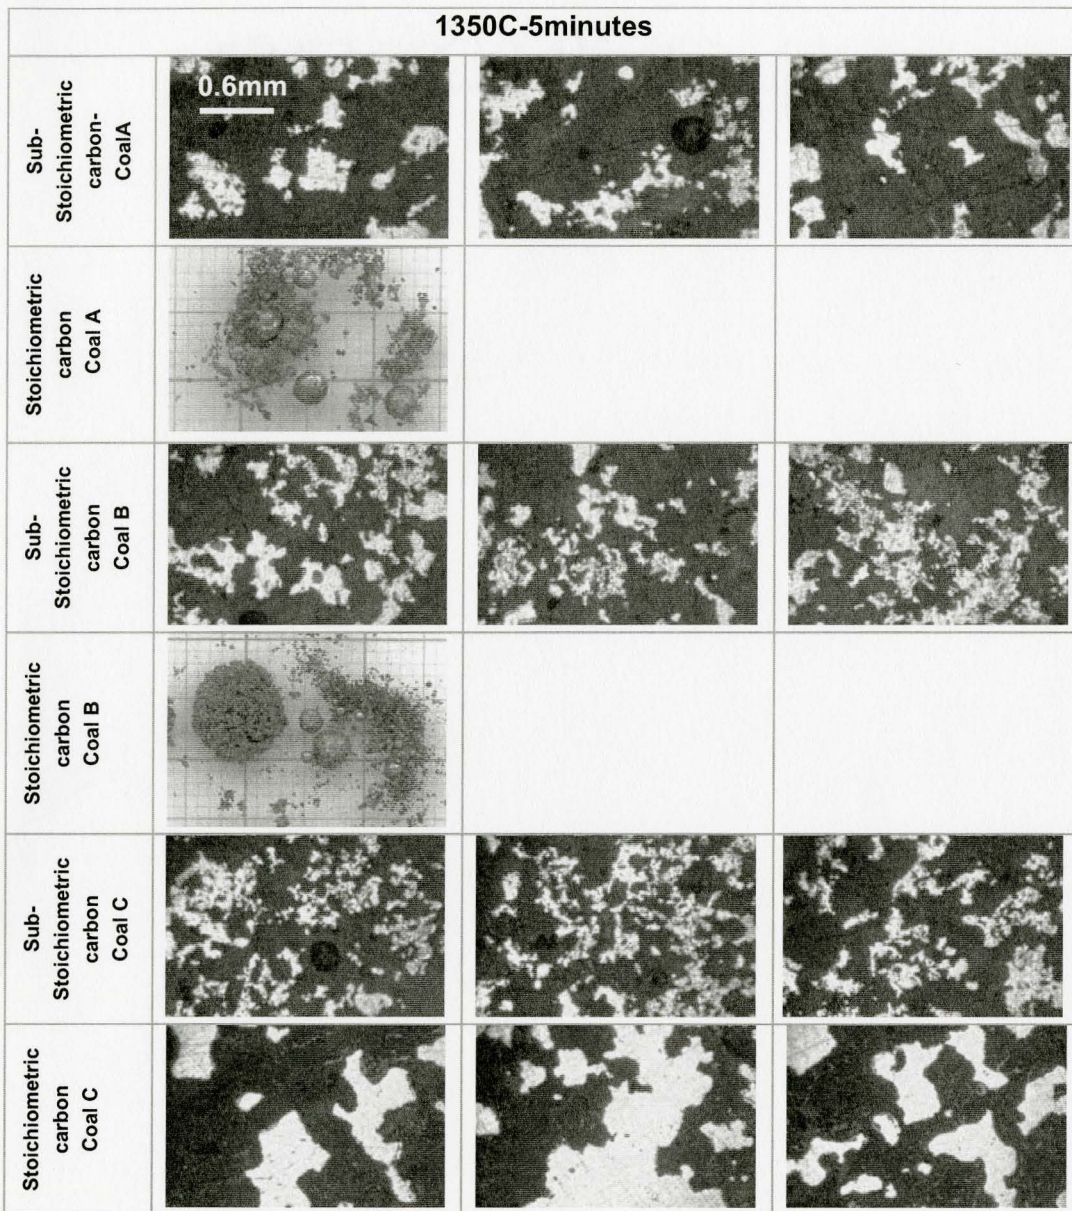 1350C-5minutes
Sub-
Stoichiometric
carbon-
CoalA
0.6mm
Stoichiometric
carbon
Coal A
Sub-
Stoichiometric
carbon
Coal B
Stoichiometric
carbon
Coal B
Sub-
Stoichiometric
carbon
Coal C
Stoichiometric
carbon
Coal C